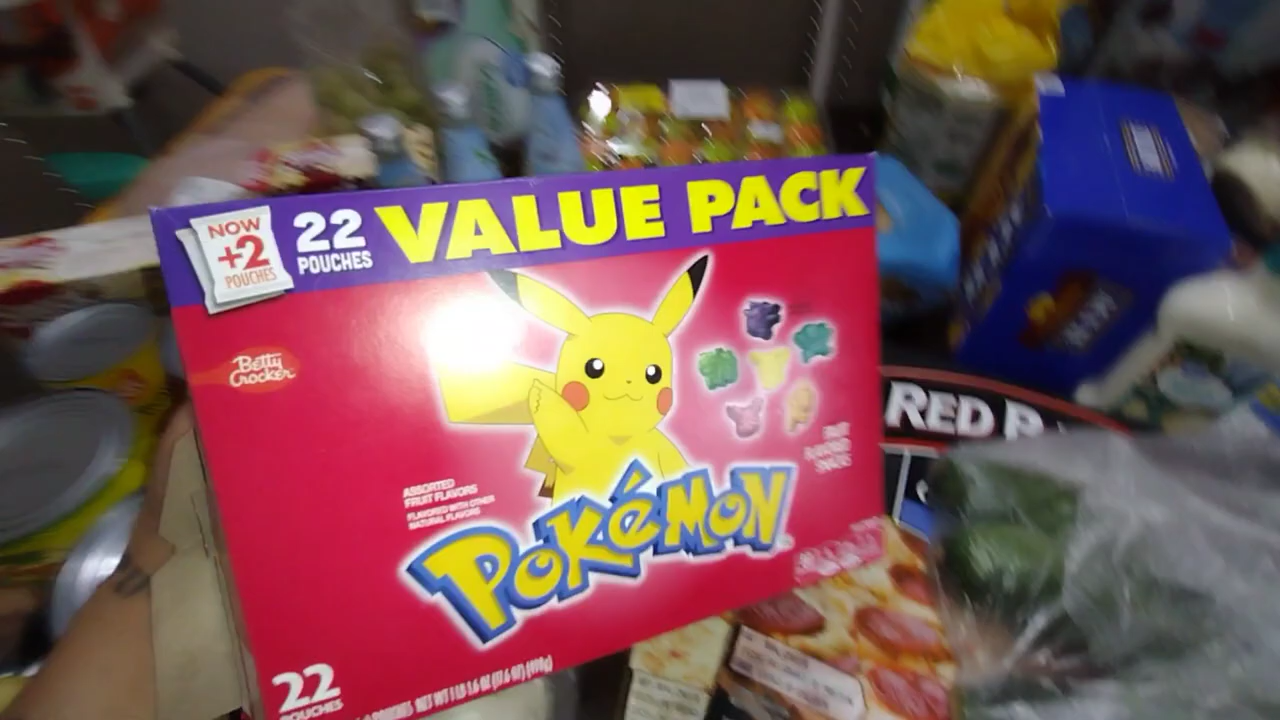 VALUE PACK
22
POUCHES
NOW
+2
POUCHES
Betty
Crocker
ASSORTED
FRUIT FLAVORS
FLAVORED WITH OTHER
NATURAL FLAVORS
FRUIT
FLAVORED
SNACKS
POKéMON
22
POUCHES
RED